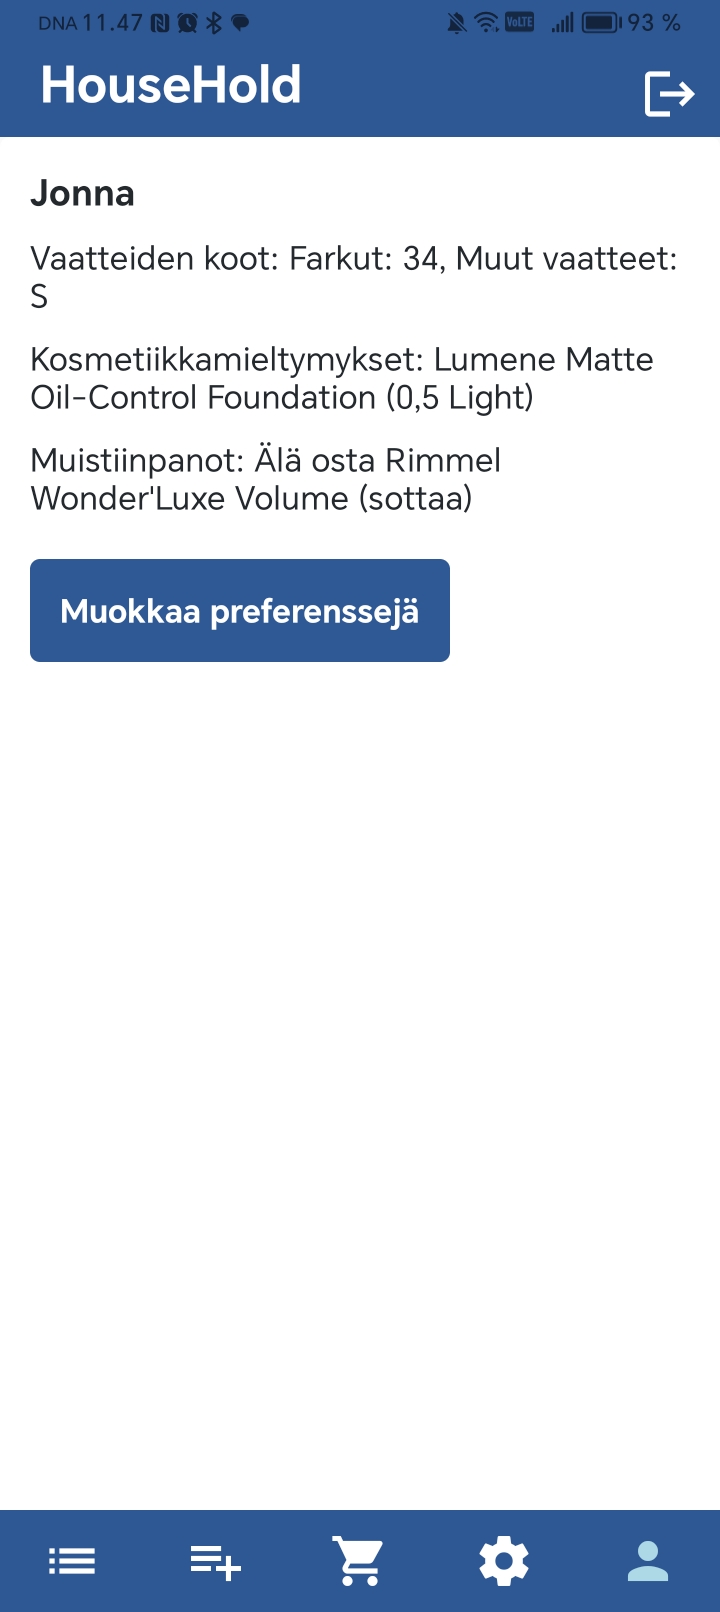 DNA 11.47 VoLTE 93 %
HouseHold
Jonna
Vaatteiden koot: Farkut: 34, Muut vaatteet:
S
Kosmetiikkamieltymykset: Lumene Matte
Oil-Control Foundation (0,5 Light)
Muistiinpanot: Älä osta Rimmel
Wonder'Luxe Volume (sottaa)
Muokkaa preferenssejä